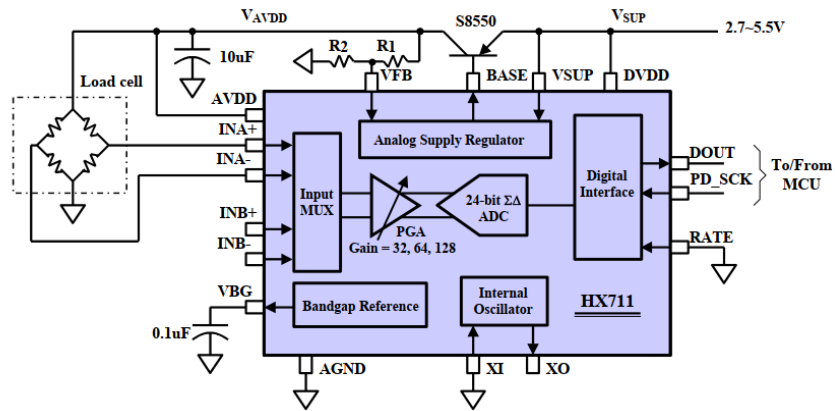 V_AVDD
S8550
V_SUP
2.7~5.5V
10uF
R2
R1
VFB
BASE
VSUP
DVDD
Load cell
AVDD
INA+
INA-
INB+
INB-
VBG
0.1uF
Analog Supply Regulator
Input
MUX
PGA
Gain = 32, 64, 128
24-bit ΣΔ
ADC
Digital
Interface
DOUT
PD_SCK
RATE
To/From
MCU
Bandgap Reference
Internal
Oscillator
HX711
AGND
XI
XO